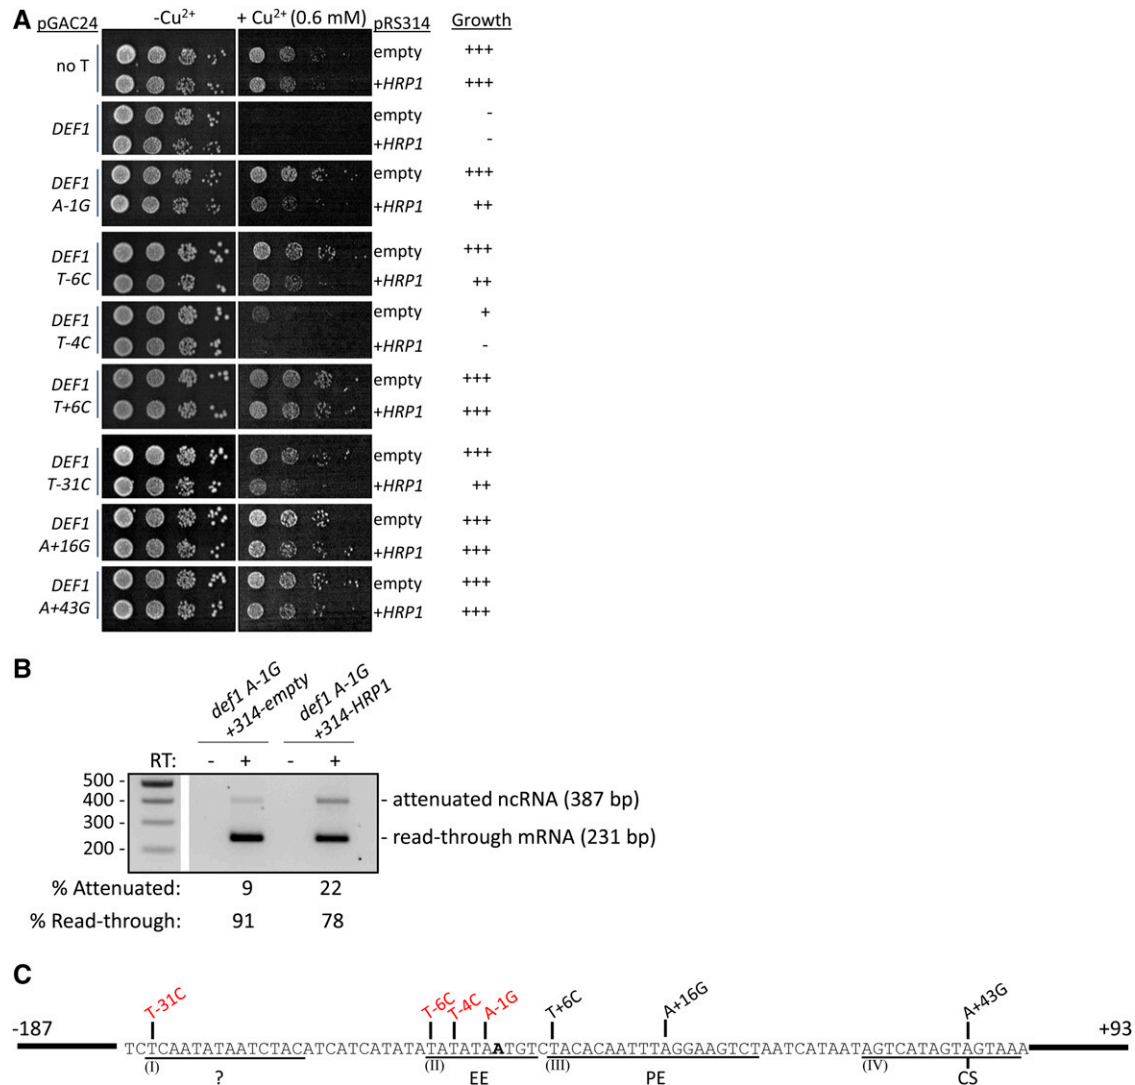 A
pGAC24 -Cu2+ + Cu2+ (0.6 mM) pRS314 Growth
no T empty +++
+HRP1 +++
DEF1 empty -
+HRP1 -
DEF1 A-1G empty +++
+HRP1 ++
DEF1 T-6C empty +++
+HRP1 ++
DEF1 T-4C empty +
+HRP1 -
DEF1 T+6C empty +++
+HRP1 +++
DEF1 T-31C empty +++
+HRP1 ++
DEF1 A+16G empty +++
+HRP1 +++
DEF1 A+43G empty +++
+HRP1 +++
B
def1 A-1G +314-empty
def1 A-1G +314-HRP1
RT: - + - +
500 -
400 - - attenuated ncRNA (387 bp)
300 -
200 - - read-through mRNA (231 bp)
% Attenuated: 9 22
% Read-through: 91 78
C
T-31C T-6C T-4C A-1G T+6C A+16G A+43G
-187 +93
TCTCAATATAATCTACATCATCATATATATATAATGTCTACACAATTTAGGAAGTCTAATCATAATAGTCATAGTAGTAAA
(I) (II) (III) (IV)
? EE PE CS